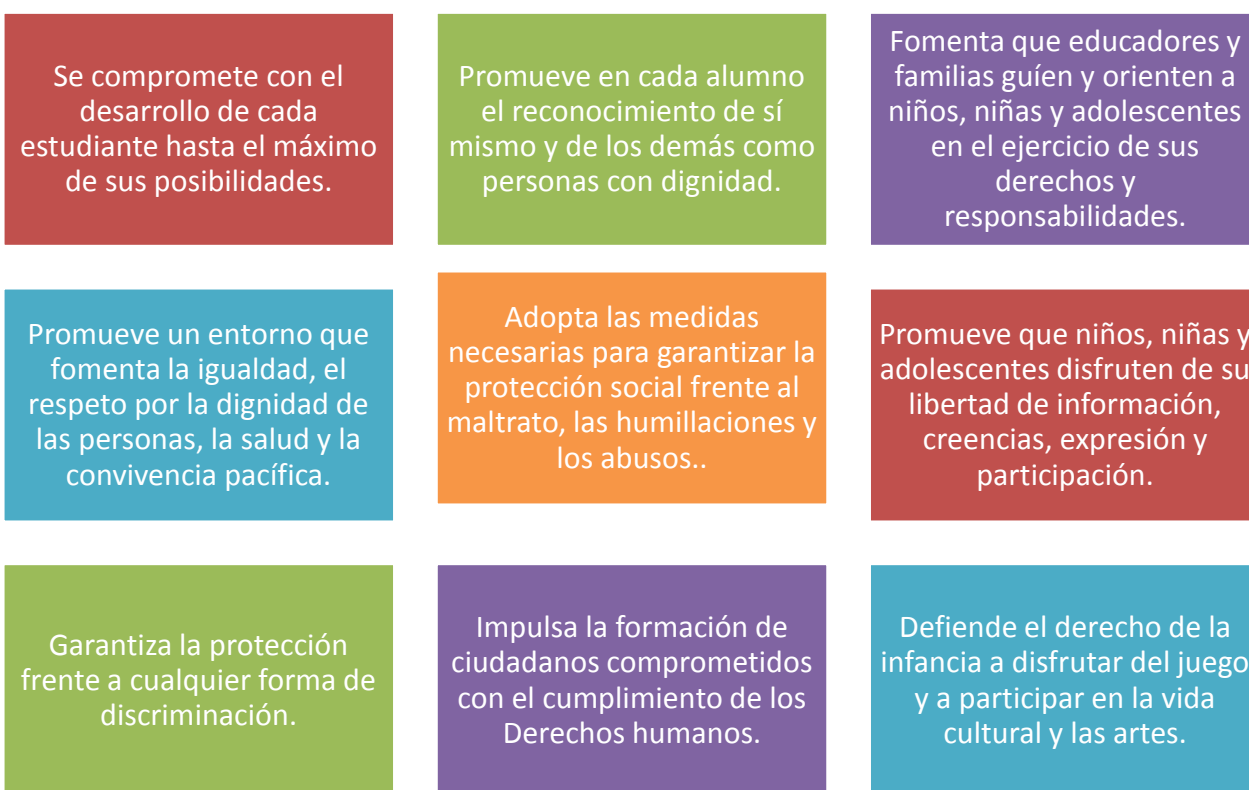 Se compromete con el
desarrollo de cada
estudiante hasta el máximo
de sus posibilidades.
Promueve en cada alumno
el reconocimiento de sí
mismo y de los demás como
personas con dignidad.
Fomenta que educadores y
familias guíen y orienten a
niños, niñas y adolescentes
en el ejercicio de sus
derechos y
responsabilidades.
Promueve un entorno que
fomenta la igualdad, el
respeto por la dignidad de
las personas, la salud y la
convivencia pacífica.
Adopta las medidas
necesarias para garantizar la
protección social frente al
maltrato, las humillaciones y
los abusos..
Promueve que niños, niñas y
adolescentes disfruten de su
libertad de información,
creencias, expresión y
participación.
Garantiza la protección
frente a cualquier forma de
discriminación.
Impulsa la formación de
ciudadanos comprometidos
con el cumplimiento de los
Derechos humanos.
Defiende el derecho de la
infancia a disfrutar del juego
y a participar en la vida
cultural y las artes.